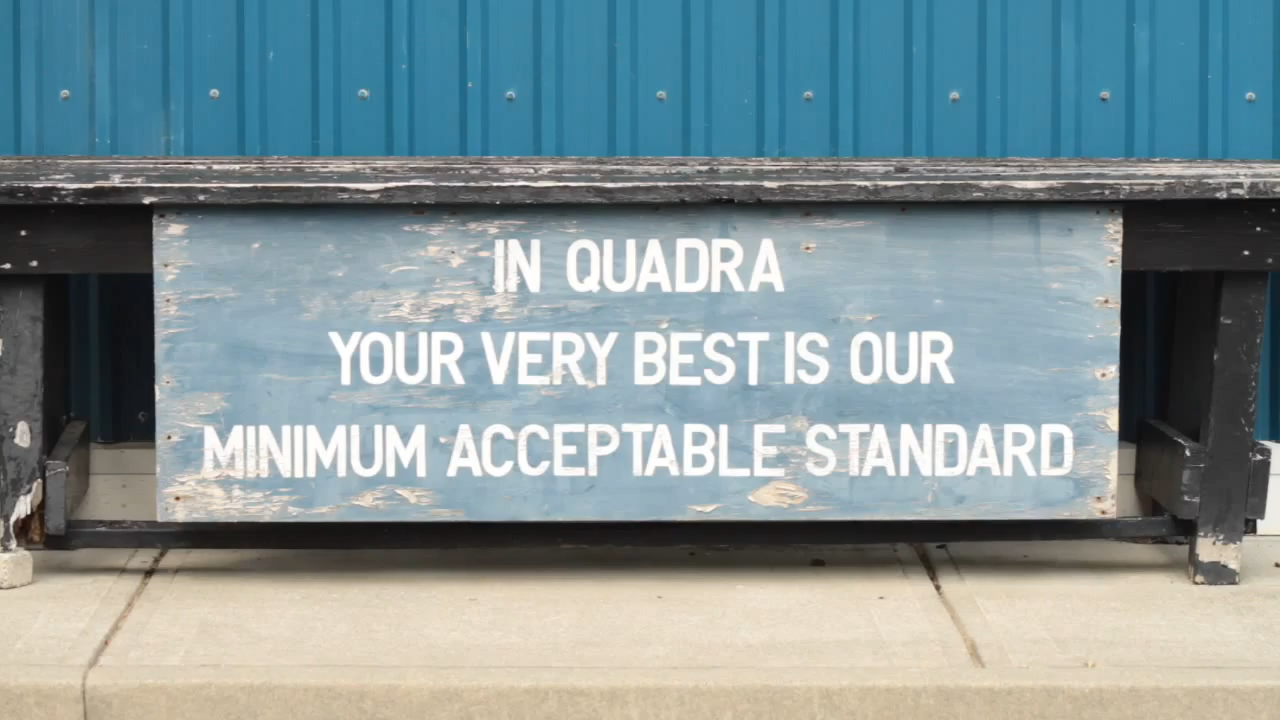 IN QUADRA
YOUR VERY BEST IS OUR
MINIMUM ACCEPTABLE STANDARD